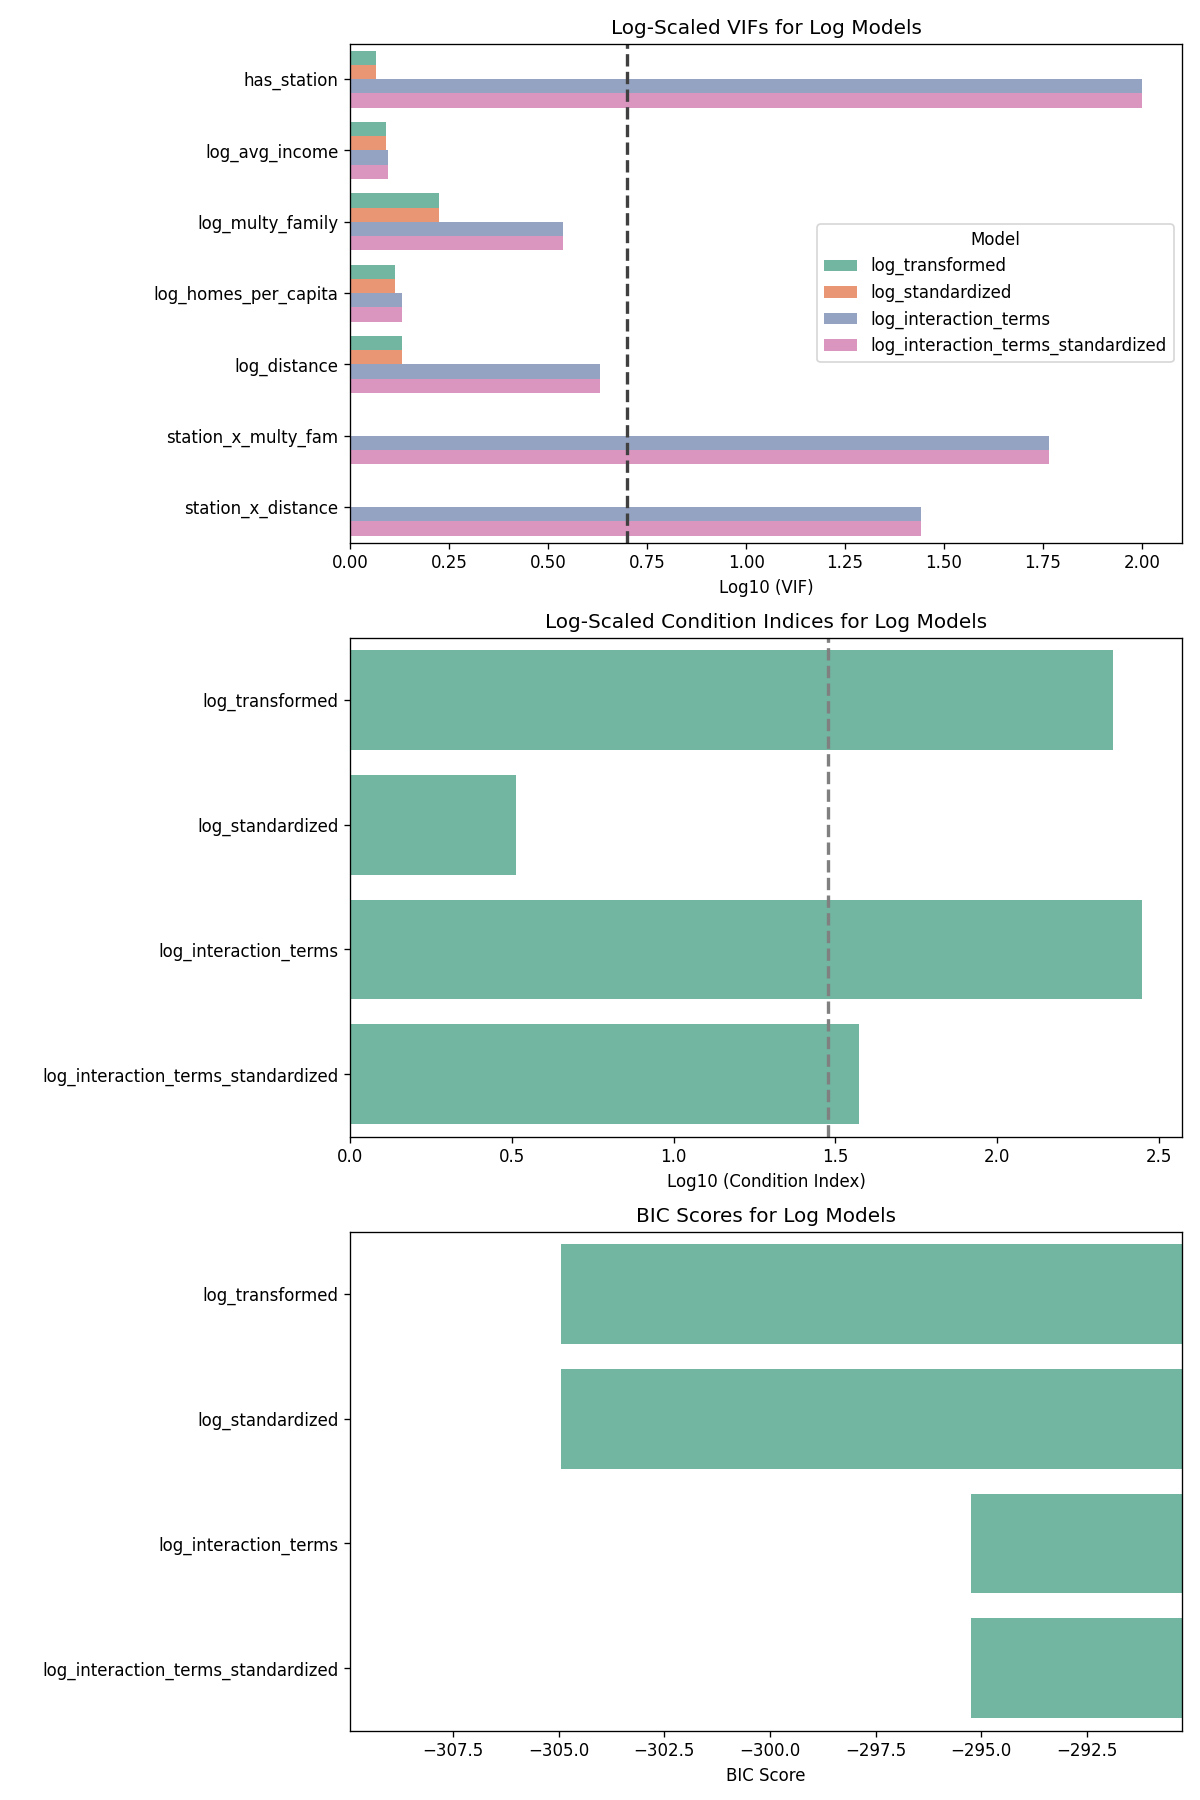 Log-Scaled VIFs for Log Models
has_station
log_avg_income
log_multy_family
log_homes_per_capita
log_distance
station_x_multy_fam
station_x_distance
Model
log_transformed
log_standardized
log_interaction_terms
log_interaction_terms_standardized
0.00 0.25 0.50 0.75 1.00 1.25 1.50 1.75 2.00
Log10 (VIF)
Log-Scaled Condition Indices for Log Models
log_transformed
log_standardized
log_interaction_terms
log_interaction_terms_standardized
0.0 0.5 1.0 1.5 2.0 2.5
Log10 (Condition Index)
BIC Scores for Log Models
log_transformed
log_standardized
log_interaction_terms
log_interaction_terms_standardized
−307.5 −305.0 −302.5 −300.0 −297.5 −295.0 −292.5
BIC Score